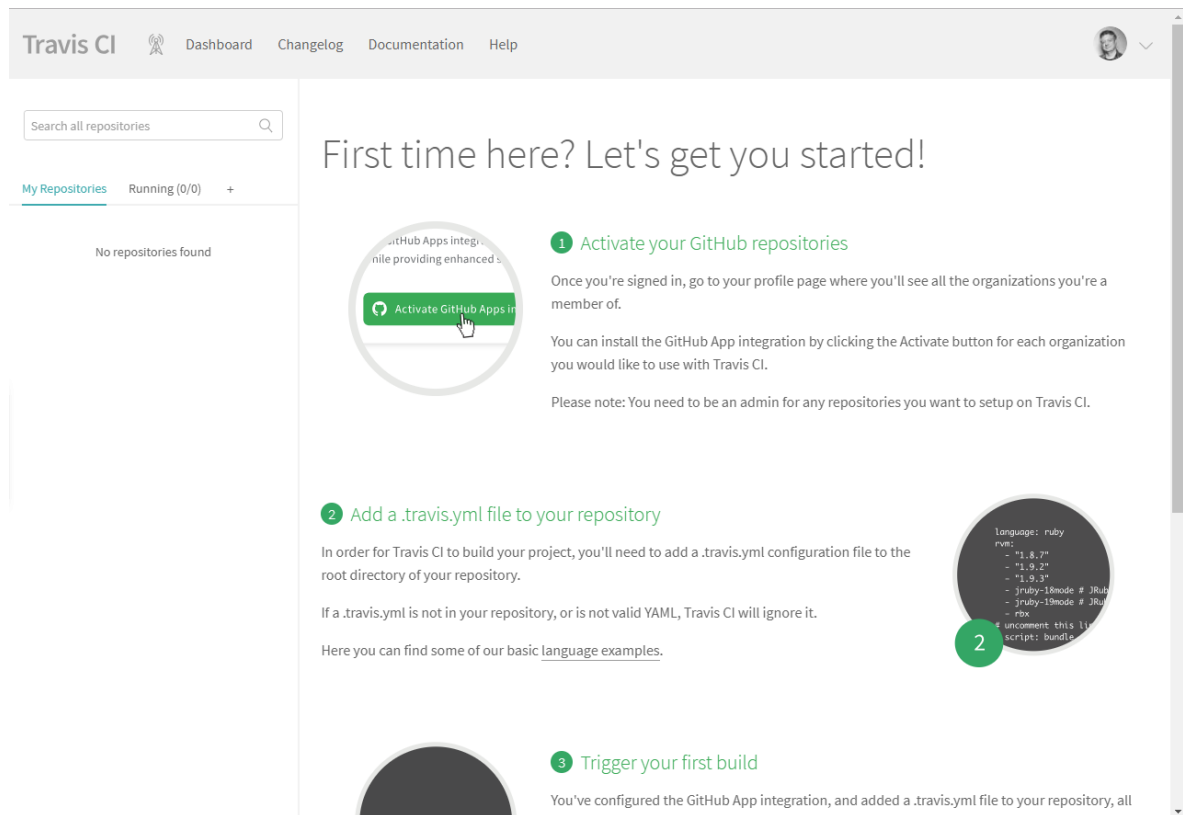 Travis CI Dashboard Changelog Documentation Help
Search all repositories
My Repositories Running (0/0) +
No repositories found
First time here? Let's get you started!
GitHub Apps integr
while providing enhanced s
Activate GitHub Apps in
1 Activate your GitHub repositories
Once you're signed in, go to your profile page where you'll see all the organizations you're a
member of.
You can install the GitHub App integration by clicking the Activate button for each organization
you would like to use with Travis CI.
Please note: You need to be an admin for any repositories you want to setup on Travis CI.
2 Add a .travis.yml file to your repository
In order for Travis CI to build your project, you'll need to add a .travis.yml configuration file to the
root directory of your repository.
If a .travis.yml is not in your repository, or is not valid YAML, Travis CI will ignore it.
Here you can find some of our basic language examples.
language: ruby
rvm:
- "1.8.7"
- "1.9.2"
- "1.9.3"
- jruby-18mode # JRub
- jruby-19mode # JRu
- rbx
# uncomment this li
script: bundle
2
3 Trigger your first build
You've configured the GitHub App integration, and added a .travis.yml file to your repository, all